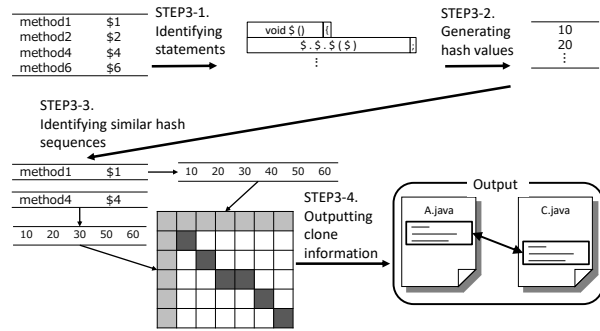 method1 $1
method2 $2
method4 $4
method6 $6
STEP3-1.
Identifying
statements
void $ () {
$ . $ . $ ( $ ) ;
⋮
STEP3-2.
Generating
hash values
10
20
⋮
STEP3-3.
Identifying similar hash
sequences
method1 $1
10 20 30 40 50 60
method4 $4
10 20 30 50 60
STEP3-4.
Outputting
clone
information
Output
A.java
C.java